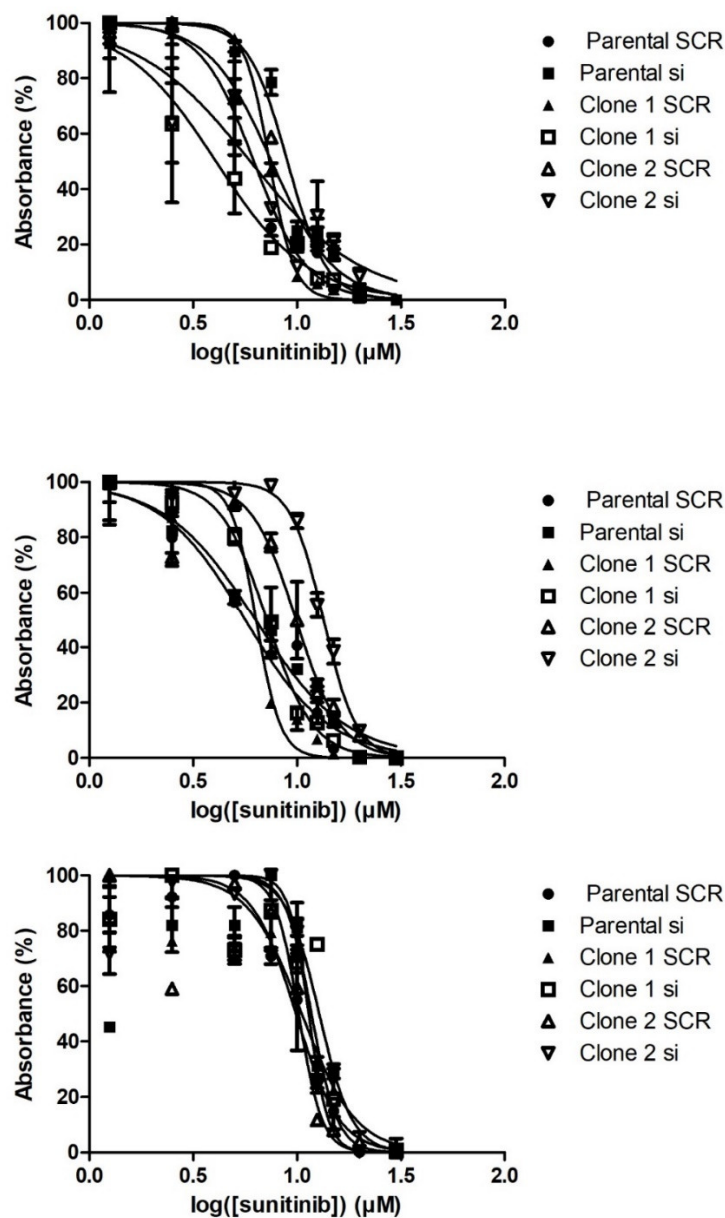 100
80
60
40
20
0
Absorbance (%)
0.0 0.5 1.0 1.5 2.0
log([sunitinib]) (µM)
Parental SCR
Parental si
Clone 1 SCR
Clone 1 si
Clone 2 SCR
Clone 2 si
100
80
60
40
20
0
Absorbance (%)
0.0 0.5 1.0 1.5 2.0
log([sunitinib]) (µM)
Parental SCR
Parental si
Clone 1 SCR
Clone 1 si
Clone 2 SCR
Clone 2 si
100
80
60
40
20
0
Absorbance (%)
0.0 0.5 1.0 1.5 2.0
log([sunitinib]) (µM)
Parental SCR
Parental si
Clone 1 SCR
Clone 1 si
Clone 2 SCR
Clone 2 si